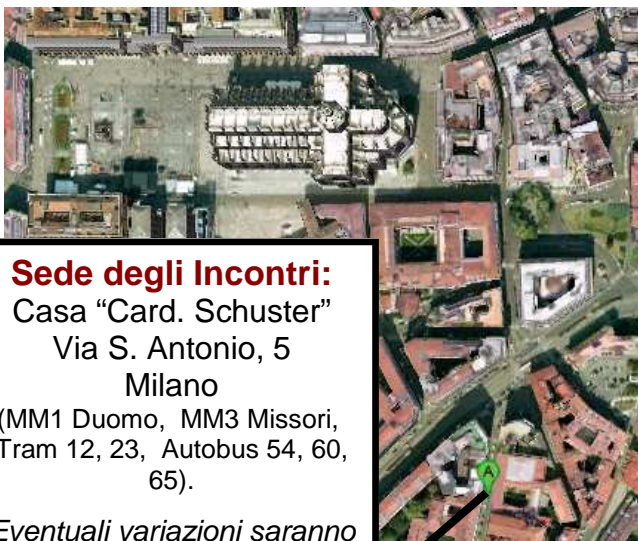 Sede degli Incontri:
Casa “Card. Schuster”
Via S. Antonio, 5
Milano
(MM1 Duomo, MM3 Missori,
Tram 12, 23, Autobus 54, 60,
65).
Eventuali variazioni saranno
A